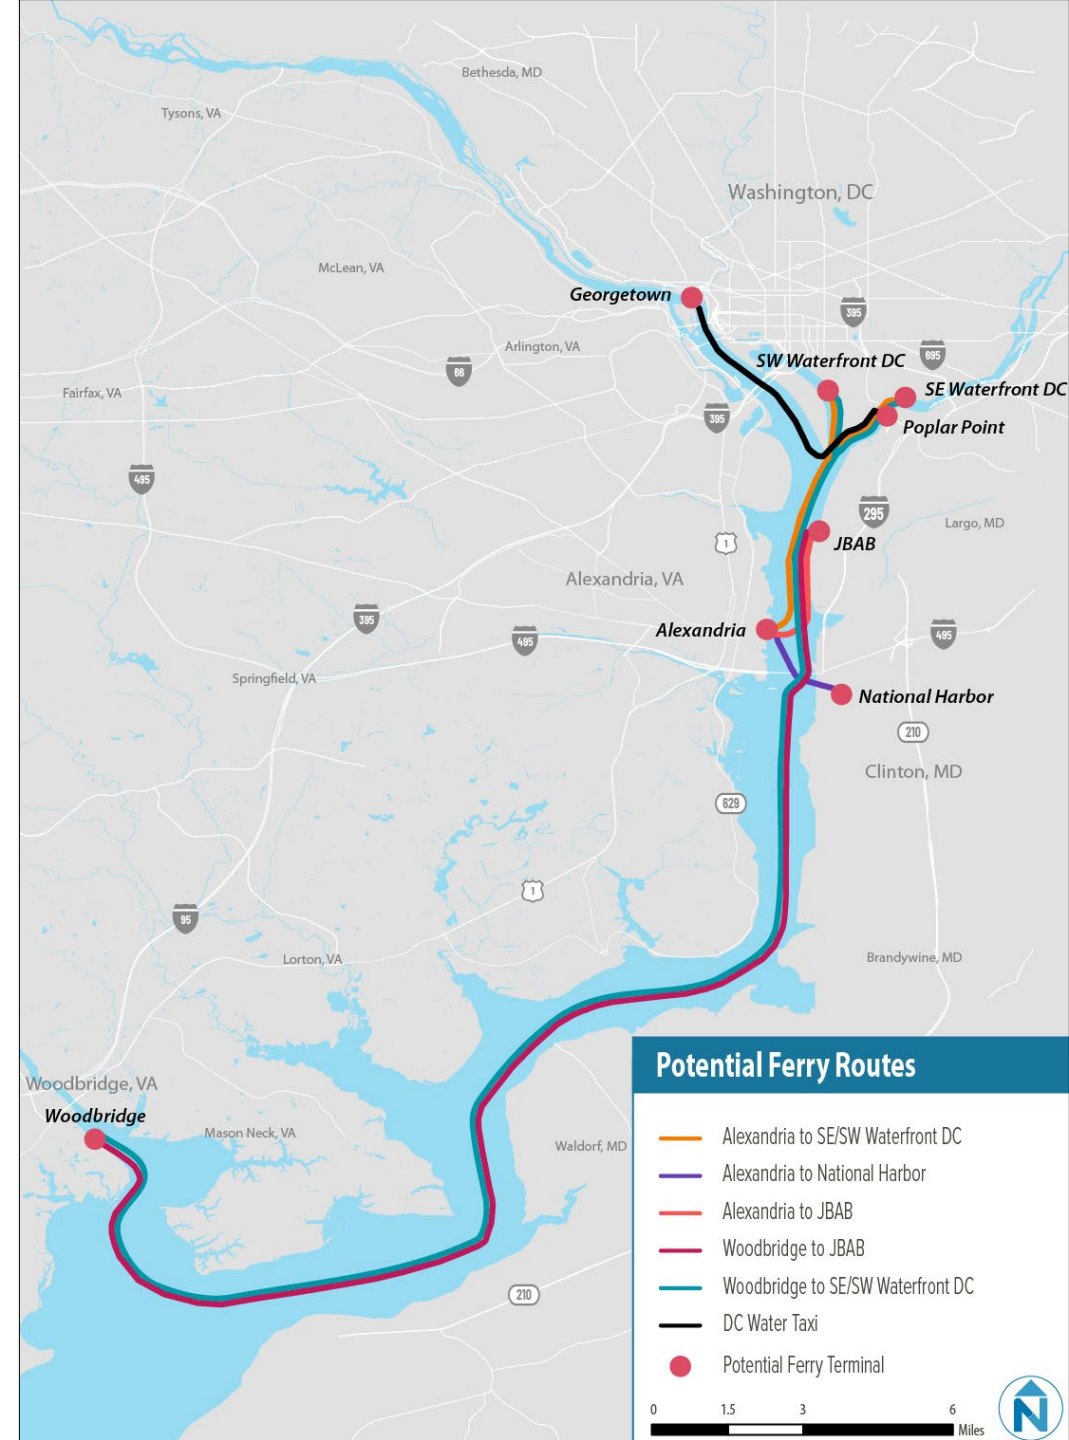 Bethesda, MD
Tysons, VA
Washington, DC
McLean, VA
Georgetown
395
Arlington, VA
SW Waterfront DC
695
66
Fairfax, VA
SE Waterfront DC
395
Poplar Point
495
295
Largo, MD
1
JBAB
Alexandria, VA
395
Alexandria
495
495
Springfield, VA
National Harbor
210
Clinton, MD
629
1
95
Lorton, VA
Brandywine, MD
Woodbridge, VA
Woodbridge
Mason Neck, VA
Waldorf, MD
210
Potential Ferry Routes
Alexandria to SE/SW Waterfront DC
Alexandria to National Harbor
Alexandria to JBAB
Woodbridge to JBAB
Woodbridge to SE/SW Waterfront DC
DC Water Taxi
Potential Ferry Terminal
0 1.5 3 6
Miles
N